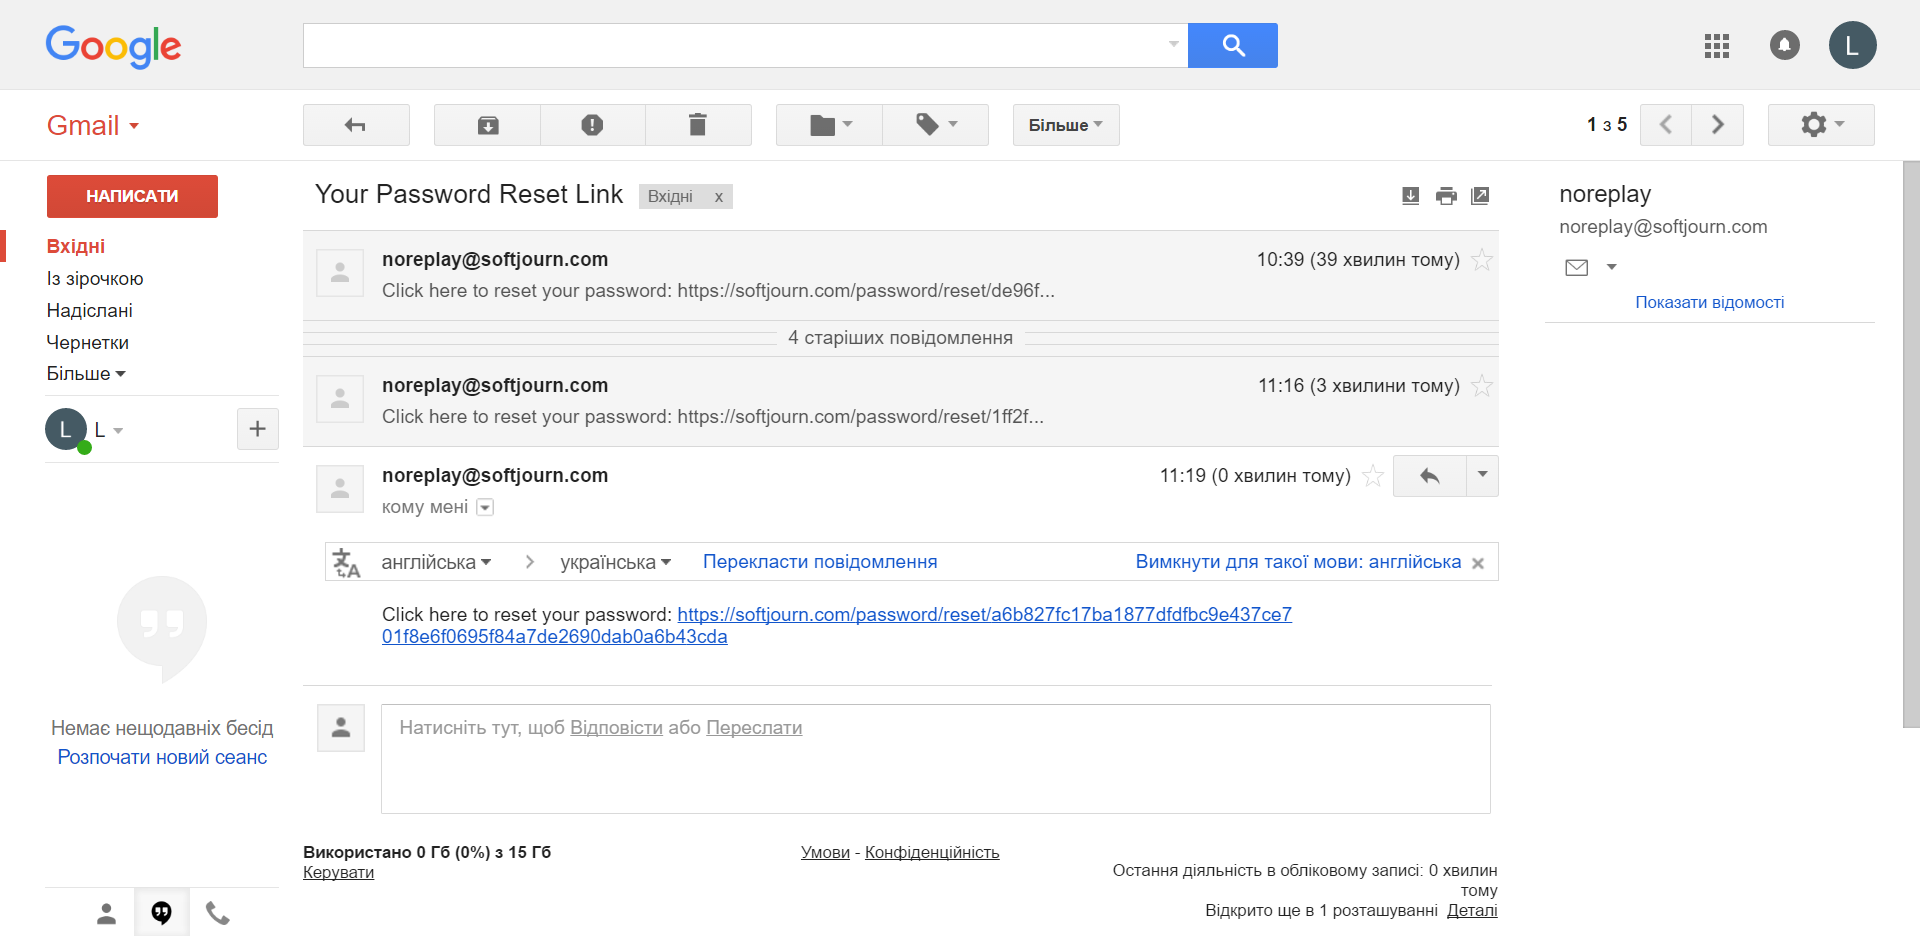 Google
L
Gmail
Більше
1 з 5
НАПИСАТИ
Вхідні
Із зірочкою
Надіслані
Чернетки
Більше
L L
Немає нещодавніх бесід
Розпочати новий сеанс
Your Password Reset Link Вхідні x
noreplay@softjourn.com 10:39 (39 хвилин тому)
Click here to reset your password: https://softjourn.com/password/reset/de96f...
4 старіших повідомлення
noreplay@softjourn.com 11:16 (3 хвилини тому)
Click here to reset your password: https://softjourn.com/password/reset/1ff2f...
noreplay@softjourn.com 11:19 (0 хвилин тому)
кому мені
англійська українська Перекласти повідомлення Вимкнути для такої мови: англійська
Click here to reset your password: https://softjourn.com/password/reset/a6b827fc17ba1877dfdfbc9e437ce7
01f8e6f0695f84a7de2690dab0a6b43cda
Натисніть тут, щоб Відповісти або Переслати
Використано 0 Гб (0%) з 15 Гб
Керувати
Умови - Конфіденційність
Остання діяльність в обліковому записі: 0 хвилин
тому
Відкрито ще в 1 розташуванні Деталі
noreplay
noreplay@softjourn.com
Показати відомості